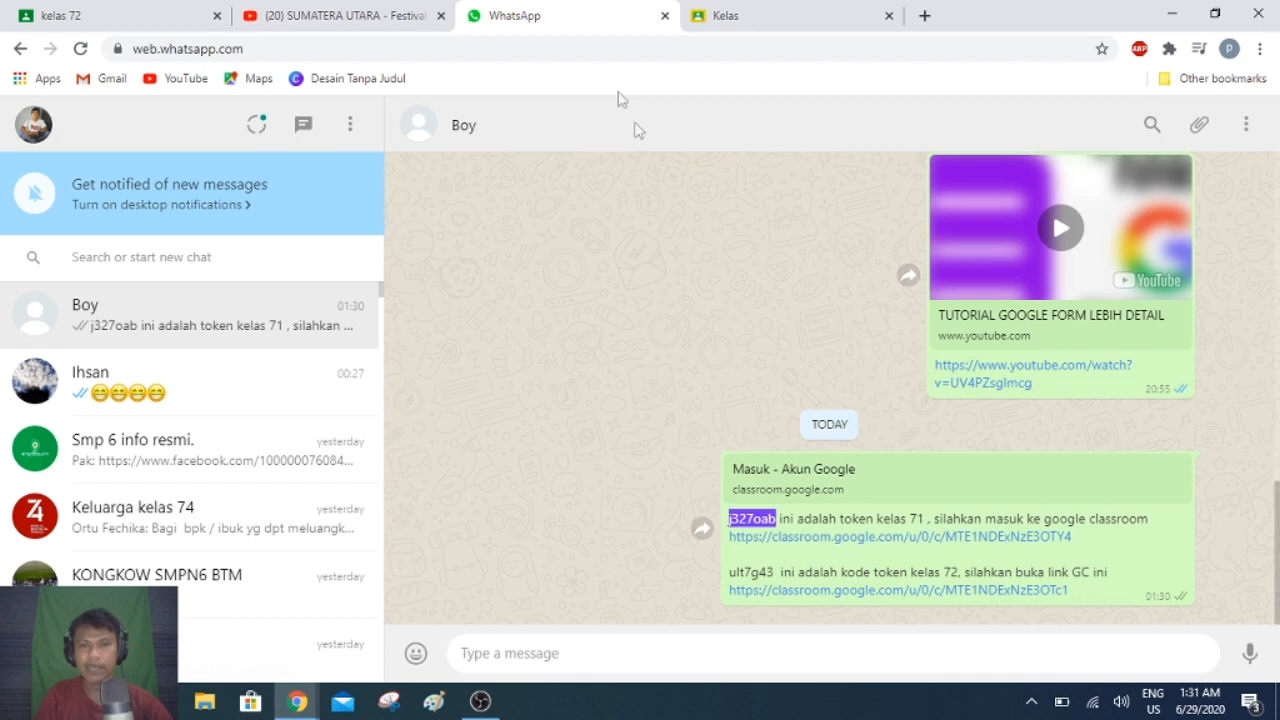 kelas 72
(20) SUMATERA UTARA - Festival
WhatsApp
Kelas
web.whatsapp.com
ABP
P
Apps
Gmail
YouTube
Maps
C
Desain Tanpa Judul
Other bookmarks
Boy
Get notified of new messages
Turn on desktop notifications >
Search or start new chat
Boy
01:30
j327oab ini adalah token kelas 71 , silahkan ...
Ihsan
00:27
Smp 6 info resmi.
yesterday
Pak: https://www.facebook.com/100000076084...
Keluarga kelas 74
yesterday
Ortu Fechika: Bagi bpk / ibuk yg dpt meluangk...
KONGKOW SMPN6 BTM
yesterday
yesterday
YouTube
TUTORIAL GOOGLE FORM LEBIH DETAIL
www.youtube.com
https://www.youtube.com/watch?
v=UV4PZsglmcg
20:55
TODAY
Masuk - Akun Google
classroom.google.com
j327oab ini adalah token kelas 71 , silahkan masuk ke google classroom
https://classroom.google.com/u/0/c/MTE1NDExNzE3OTY4
ult7g43 ini adalah kode token kelas 72, silahkan buka link GC ini
https://classroom.google.com/u/0/c/MTE1NDExNzE3OTc1
01:30
Type a message
ENG
US
1:31 AM
6/29/2020
3